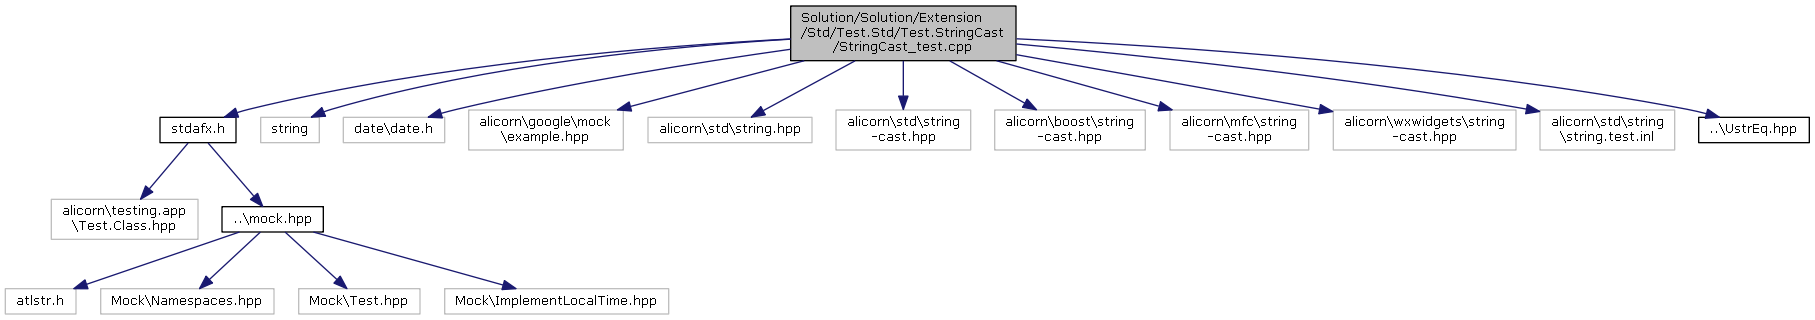 Solution/Solution/Extension
/Std/Test.Std/Test.StringCast
/StringCast_test.cpp
stdafx.h
string
date\date.h
alicorn\google\mock
\example.hpp
alicorn\std\string.hpp
alicorn\std\string
-cast.hpp
alicorn\boost\string
-cast.hpp
alicorn\mfc\string
-cast.hpp
alicorn\wxwidgets\string
-cast.hpp
alicorn\std\string
\string.test.inl
..\UstrEq.hpp
alicorn\testing.app
\Test.Class.hpp
..\mock.hpp
atlstr.h
Mock\Namespaces.hpp
Mock\Test.hpp
Mock\ImplementLocalTime.hpp